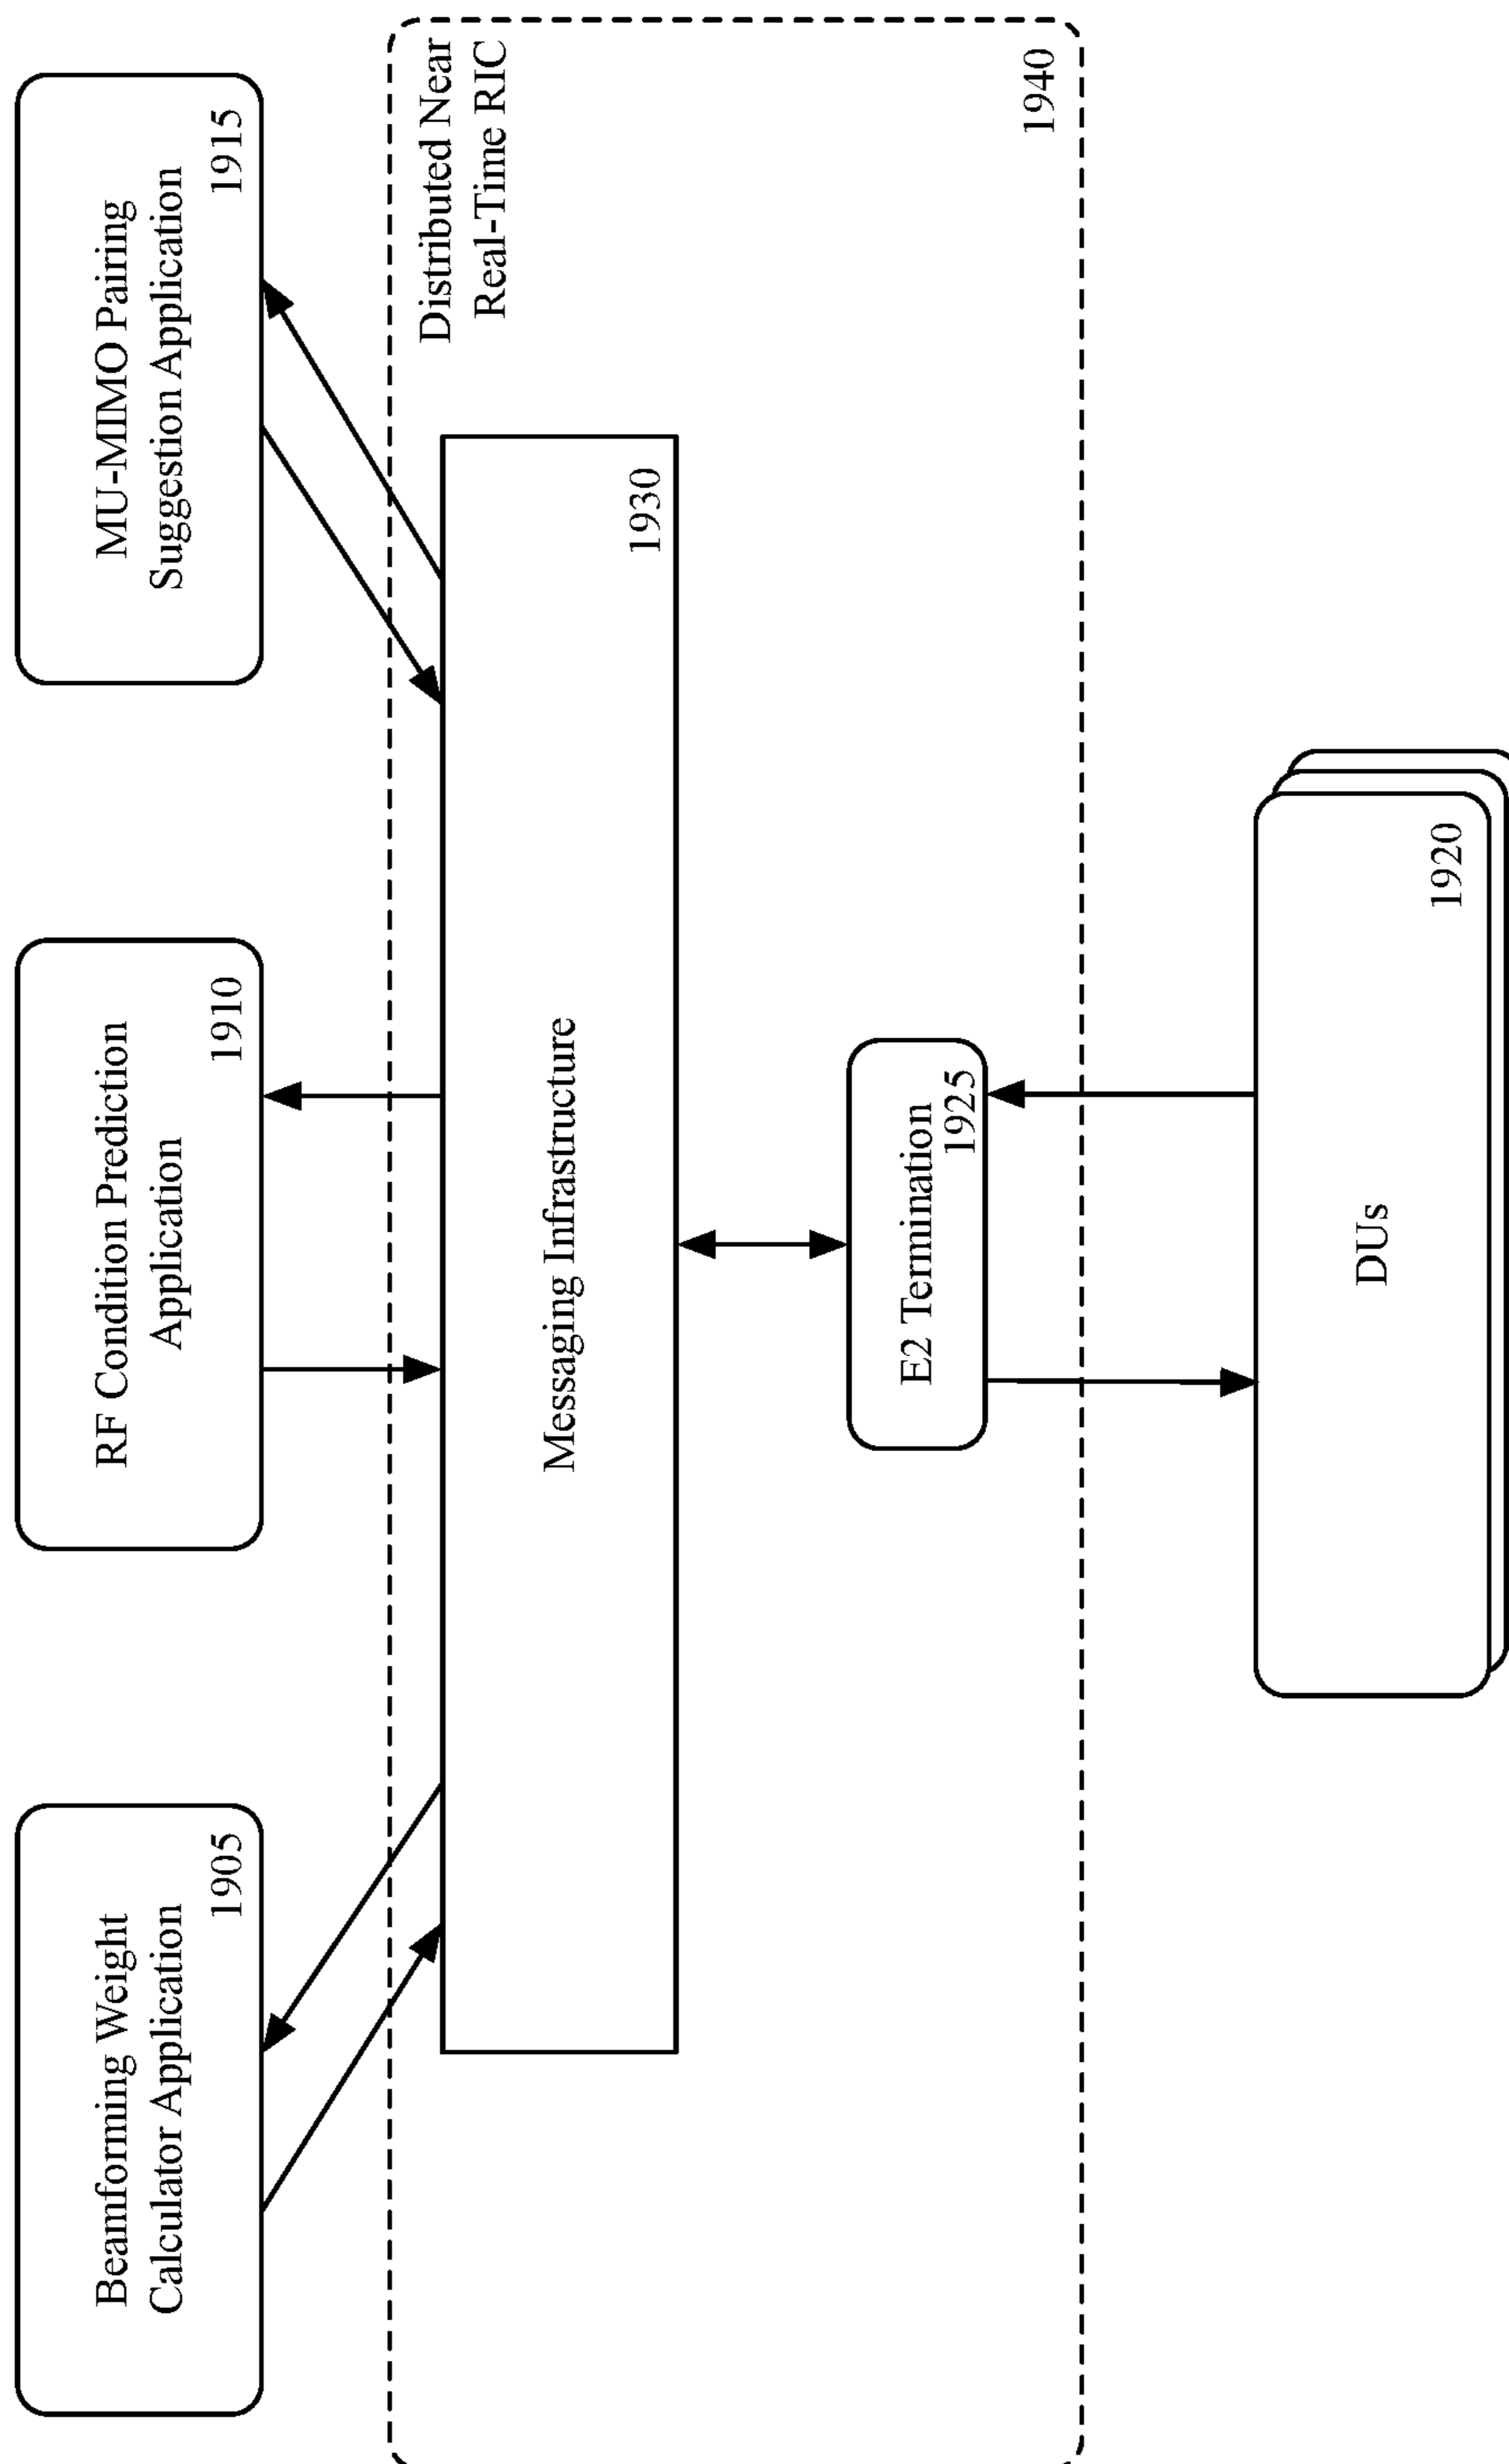 Beamforming Weight
Calculator Application
1905
RF Condition Prediction
Application
1910
MU-MIMO Pairing
Suggestion Application
1915
Distributed Near
Real-Time RIC
Messaging Infrastructure
1930
E2 Termination
1925
1940
DUs
1920